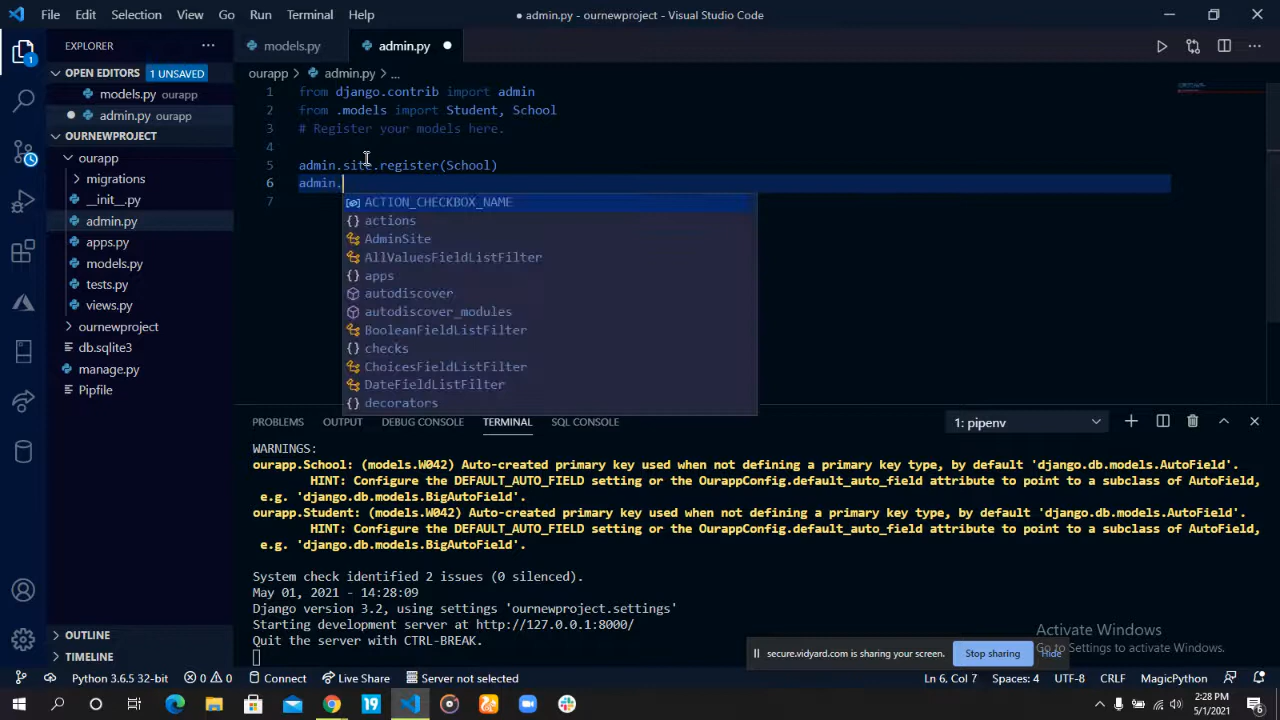 File Edit Selection View Go Run Terminal Help
● admin.py - ournewproject - Visual Studio Code
EXPLORER ···
models.py admin.py ●
OPEN EDITORS 1 UNSAVED
models.py ourapp
● admin.py ourapp
OURNEWPROJECT
ourapp
migrations
__init__.py
admin.py
apps.py
models.py
tests.py
views.py
ournewproject
db.sqlite3
manage.py
Pipfile
OUTLINE
TIMELINE
ourapp > admin.py > ...
1 from django.contrib import admin
2 from .models import Student, School
3 # Register your models here.
4
5 admin.site.register(School)
6 admin.
7
ACTION_CHECKBOX_NAME
actions
AdminSite
AllValuesFieldListFilter
apps
autodiscover
autodiscover_modules
BooleanFieldListFilter
checks
ChoicesFieldListFilter
DateFieldListFilter
decorators
PROBLEMS OUTPUT DEBUG CONSOLE TERMINAL SQL CONSOLE 1: pipenv
WARNINGS:
ourapp.School: (models.W042) Auto-created primary key used when not defining a primary key type, by default 'django.db.models.AutoField'.
HINT: Configure the DEFAULT_AUTO_FIELD setting or the OurappConfig.default_auto_field attribute to point to a subclass of AutoField,
e.g. 'django.db.models.BigAutoField'.
ourapp.Student: (models.W042) Auto-created primary key used when not defining a primary key type, by default 'django.db.models.AutoField'.
HINT: Configure the DEFAULT_AUTO_FIELD setting or the OurappConfig.default_auto_field attribute to point to a subclass of AutoField,
e.g. 'django.db.models.BigAutoField'.
System check identified 2 issues (0 silenced).
May 01, 2021 - 14:28:09
Django version 3.2, using settings 'ournewproject.settings'
Starting development server at http://127.0.0.1:8000/
Quit the server with CTRL-BREAK.
Activate Windows
Go to Settings to activate Windows.
secure.vidyard.com is sharing your screen. Stop sharing Hide
Python 3.6.5 32-bit 0 0 Connect Live Share Server not selected Ln 6, Col 7 Spaces: 4 UTF-8 CRLF MagicPython
19
2:28 PM
5/1/2021
6